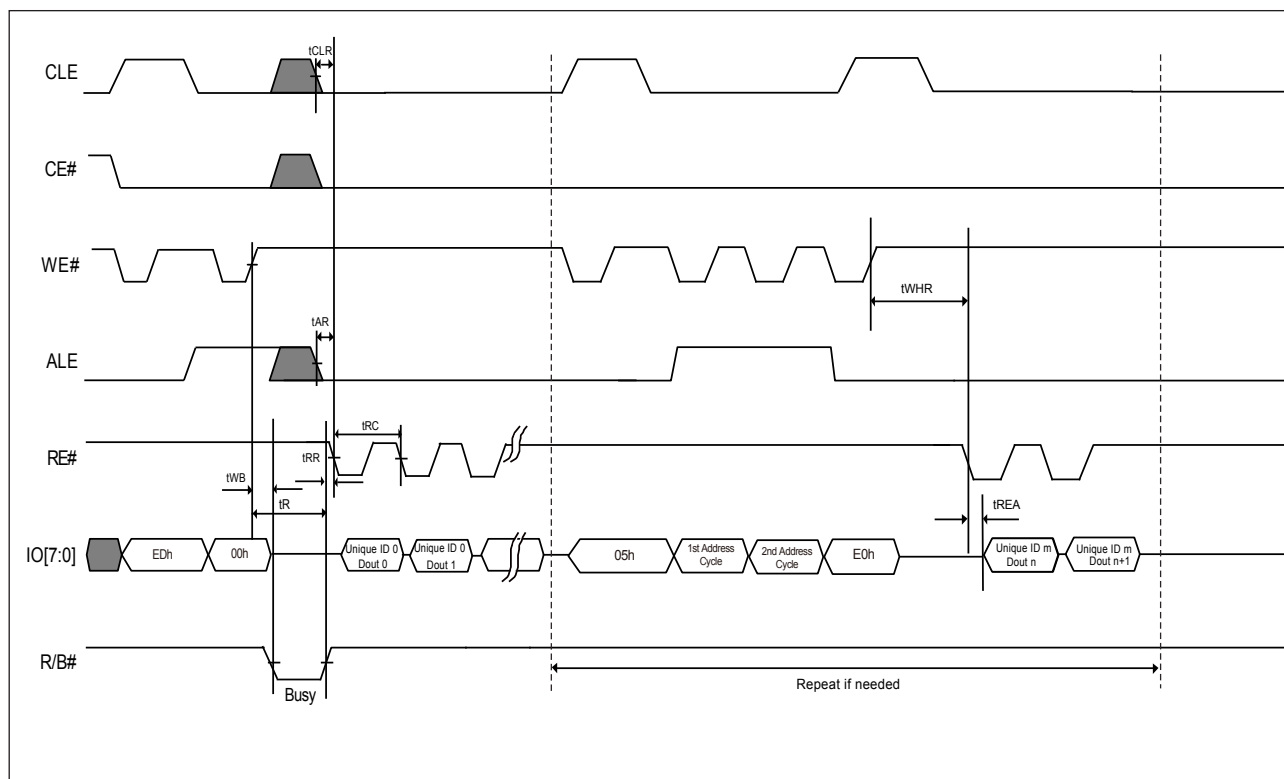 tCLR
CLE
CE#
WE#
tWHR
tAR
ALE
tRC
RE#
tRR
tWB
tR
tREA
IO[7:0]
EDh
00h
Unique ID 0
Dout 0
Unique ID 0
Dout 1
05h
1st Address
Cycle
2nd Address
Cycle
E0h
Unique ID m
Dout n
Unique ID m
Dout n+1
R/B#
Busy
Repeat if needed